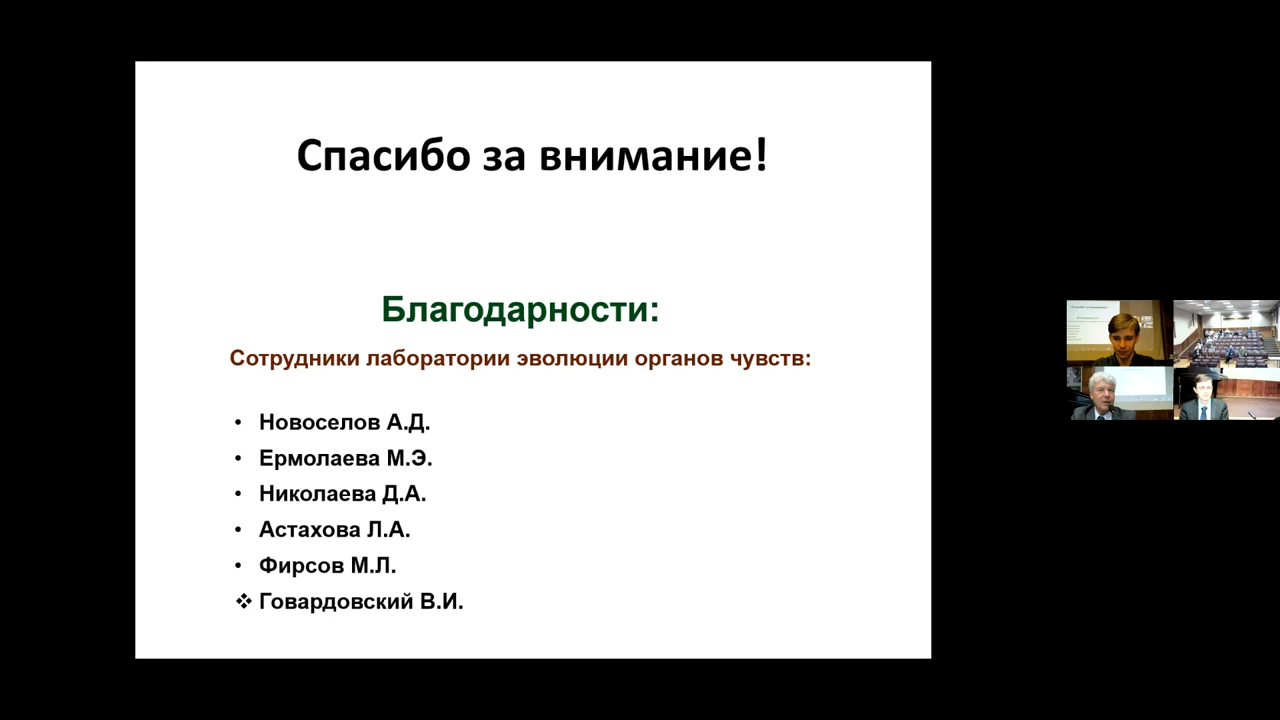 Спасибо за внимание!
Благодарности:
Сотрудники лаборатории эволюции органов чувств:
• Новоселов А.Д.
• Ермолаева М.Э.
• Николаева Д.А.
• Астахова Л.А.
• Фирсов М.Л.
❖ Говардовский В.И.